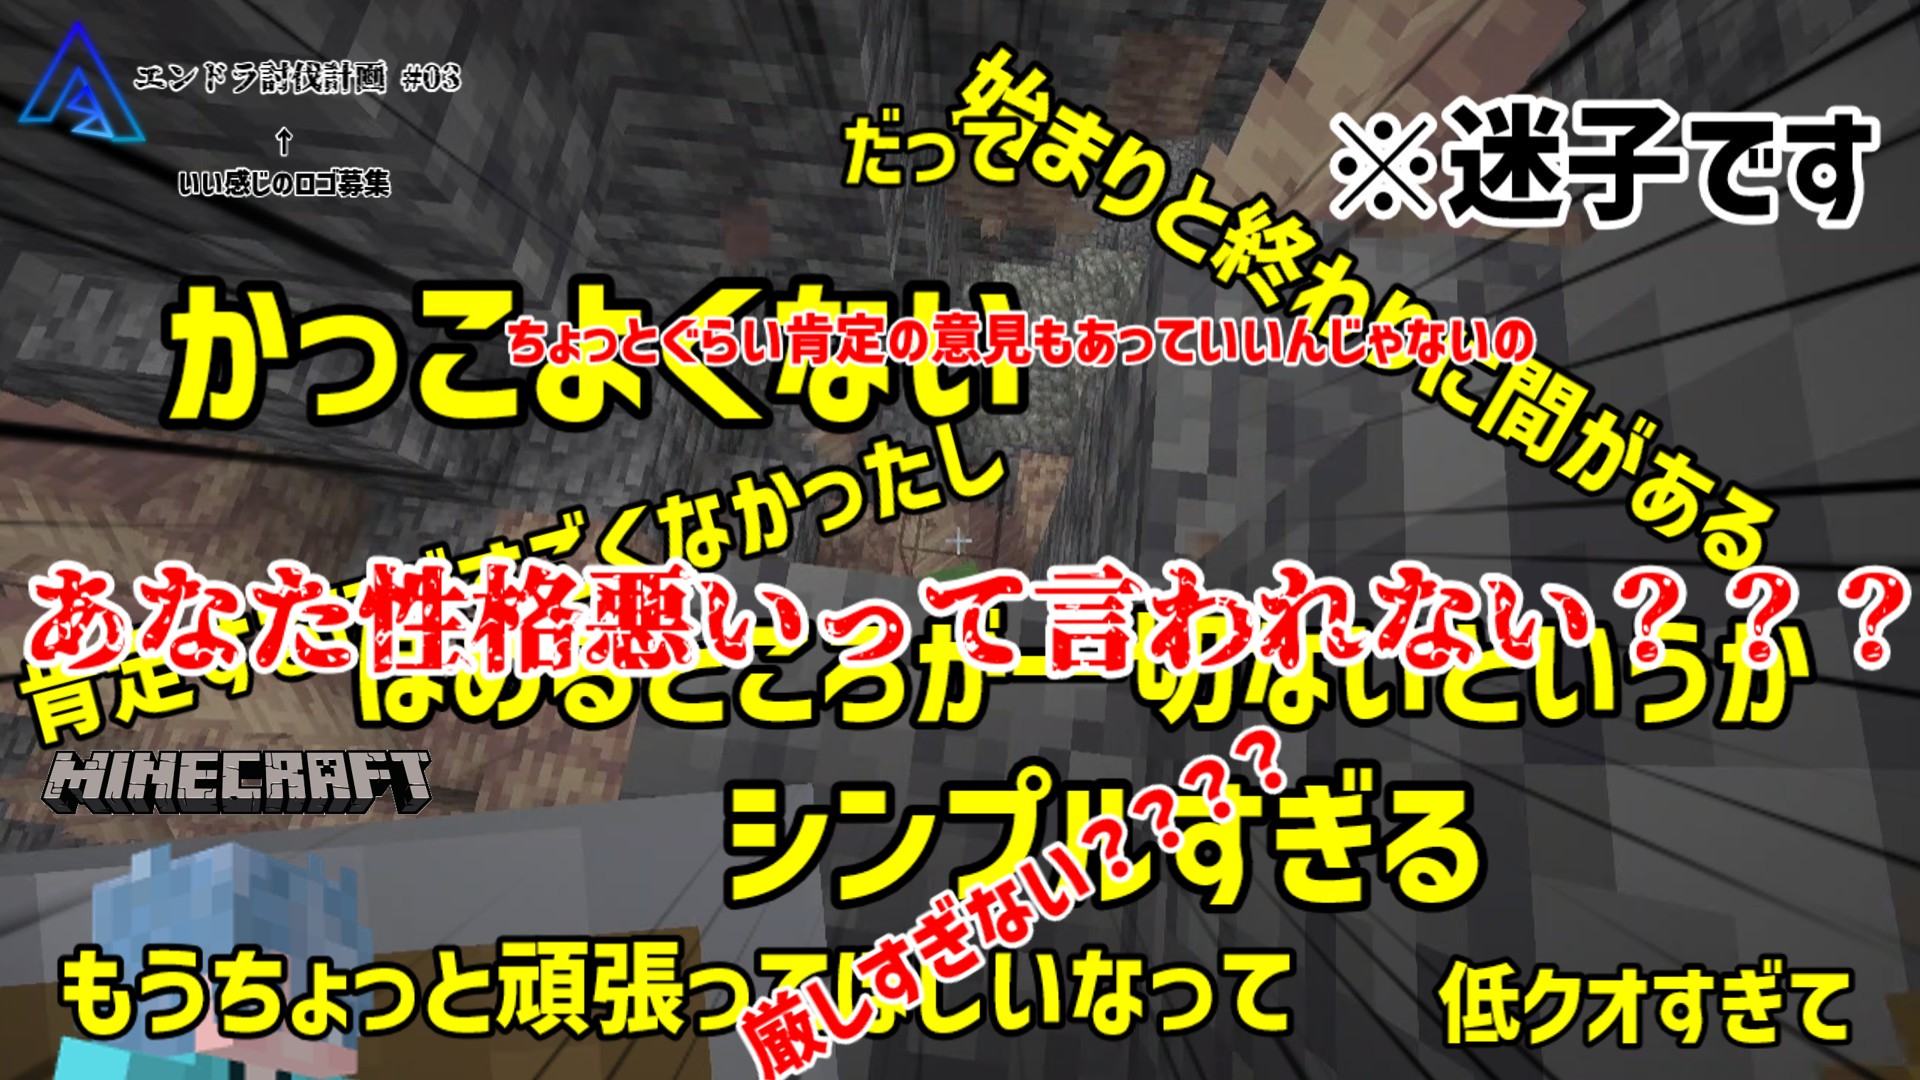 エンドラ討伐計画 #03
↑
いい感じのロゴ募集
※迷子です
だって始まりと終わりに間がある
かっこよくない
ちょっとぐらい肯定の意見もあっていいんじゃないの
すごくなかったし
あなた性格悪いって言われない？？？
肯定す
ほめるところが一切ないというか
MINECRAFT
シンプルすぎる
厳しすぎない？？？？
もうちょっと頑張ってほしいなって
低クオすぎて